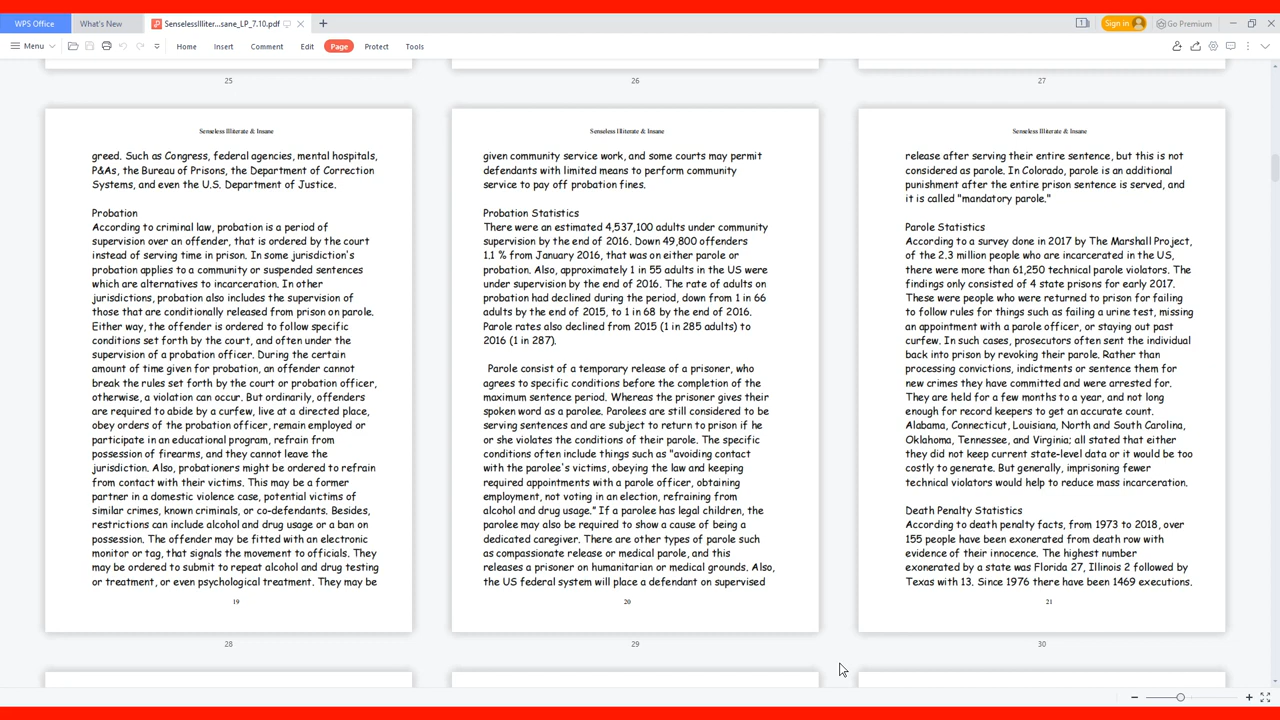 WPS Office
What's New
SenselessIlliter...sane_LP_7.10.pdf
Sign in
Go Premium
Menu
Home
Insert
Comment
Edit
Page
Protect
Tools
25
26
27
Senseless Illiterate & Insane
greed. Such as Congress, federal agencies, mental hospitals,
P&As, the Bureau of Prisons, the Department of Correction
Systems, and even the U.S. Department of Justice.
Probation
According to criminal law, probation is a period of
supervision over an offender, that is ordered by the court
instead of serving time in prison. In some jurisdiction's
probation applies to a community or suspended sentences
which are alternatives to incarceration. In other
jurisdictions, probation also includes the supervision of
those that are conditionally released from prison on parole.
Either way, the offender is ordered to follow specific
conditions set forth by the court, and often under the
supervision of a probation officer. During the certain
amount of time given for probation, an offender cannot
break the rules set forth by the court or probation officer,
otherwise, a violation can occur. But ordinarily, offenders
are required to abide by a curfew, live at a directed place,
obey orders of the probation officer, remain employed or
participate in an educational program, refrain from
possession of firearms, and they cannot leave the
jurisdiction. Also, probationers might be ordered to refrain
from contact with their victims. This may be a former
partner in a domestic violence case, potential victims of
similar crimes, known criminals, or co-defendants. Besides,
restrictions can include alcohol and drug usage or a ban on
possession. The offender may be fitted with an electronic
monitor or tag, that signals the movement to officials. They
may be ordered to submit to repeat alcohol and drug testing
or treatment, or even psychological treatment. They may be
19
28
Senseless Illiterate & Insane
given community service work, and some courts may permit
defendants with limited means to perform community
service to pay off probation fines.
Probation Statistics
There were an estimated 4,537,100 adults under community
supervision by the end of 2016. Down 49,800 offenders
1.1 % from January 2016, that was on either parole or
probation. Also, approximately 1 in 55 adults in the US were
under supervision by the end of 2016. The rate of adults on
probation had declined during the period, down from 1 in 66
adults by the end of 2015, to 1 in 68 by the end of 2016.
Parole rates also declined from 2015 (1 in 285 adults) to
2016 (1 in 287).
Parole consist of a temporary release of a prisoner, who
agrees to specific conditions before the completion of the
maximum sentence period. Whereas the prisoner gives their
spoken word as a parolee. Parolees are still considered to be
serving sentences and are subject to return to prison if he
or she violates the conditions of their parole. The specific
conditions often include things such as "avoiding contact
with the parolee's victims, obeying the law and keeping
required appointments with a parole officer, obtaining
employment, not voting in an election, refraining from
alcohol and drug usage." If a parolee has legal children, the
parolee may also be required to show a cause of being a
dedicated caregiver. There are other types of parole such
as compassionate release or medical parole, and this
releases a prisoner on humanitarian or medical grounds. Also,
the US federal system will place a defendant on supervised
20
29
Senseless Illiterate & Insane
release after serving their entire sentence, but this is not
considered as parole. In Colorado, parole is an additional
punishment after the entire prison sentence is served, and
it is called "mandatory parole."
Parole Statistics
According to a survey done in 2017 by The Marshall Project,
of the 2.3 million people who are incarcerated in the US,
there were more than 61,250 technical parole violators. The
findings only consisted of 4 state prisons for early 2017.
These were people who were returned to prison for failing
to follow rules for things such as failing a urine test, missing
an appointment with a parole officer, or staying out past
curfew. In such cases, prosecutors often sent the individual
back into prison by revoking their parole. Rather than
processing convictions, indictments or sentence them for
new crimes they have committed and were arrested for.
They are held for a few months to a year, and not long
enough for record keepers to get an accurate count.
Alabama, Connecticut, Louisiana, North and South Carolina,
Oklahoma, Tennessee, and Virginia; all stated that either
they did not keep current state-level data or it would be too
costly to generate. But generally, imprisoning fewer
technical violators would help to reduce mass incarceration.
Death Penalty Statistics
According to death penalty facts, from 1973 to 2018, over
155 people have been exonerated from death row with
evidence of their innocence. The highest number
exonerated by a state was Florida 27, Illinois 2 followed by
Texas with 13. Since 1976 there have been 1469 executions.
21
30